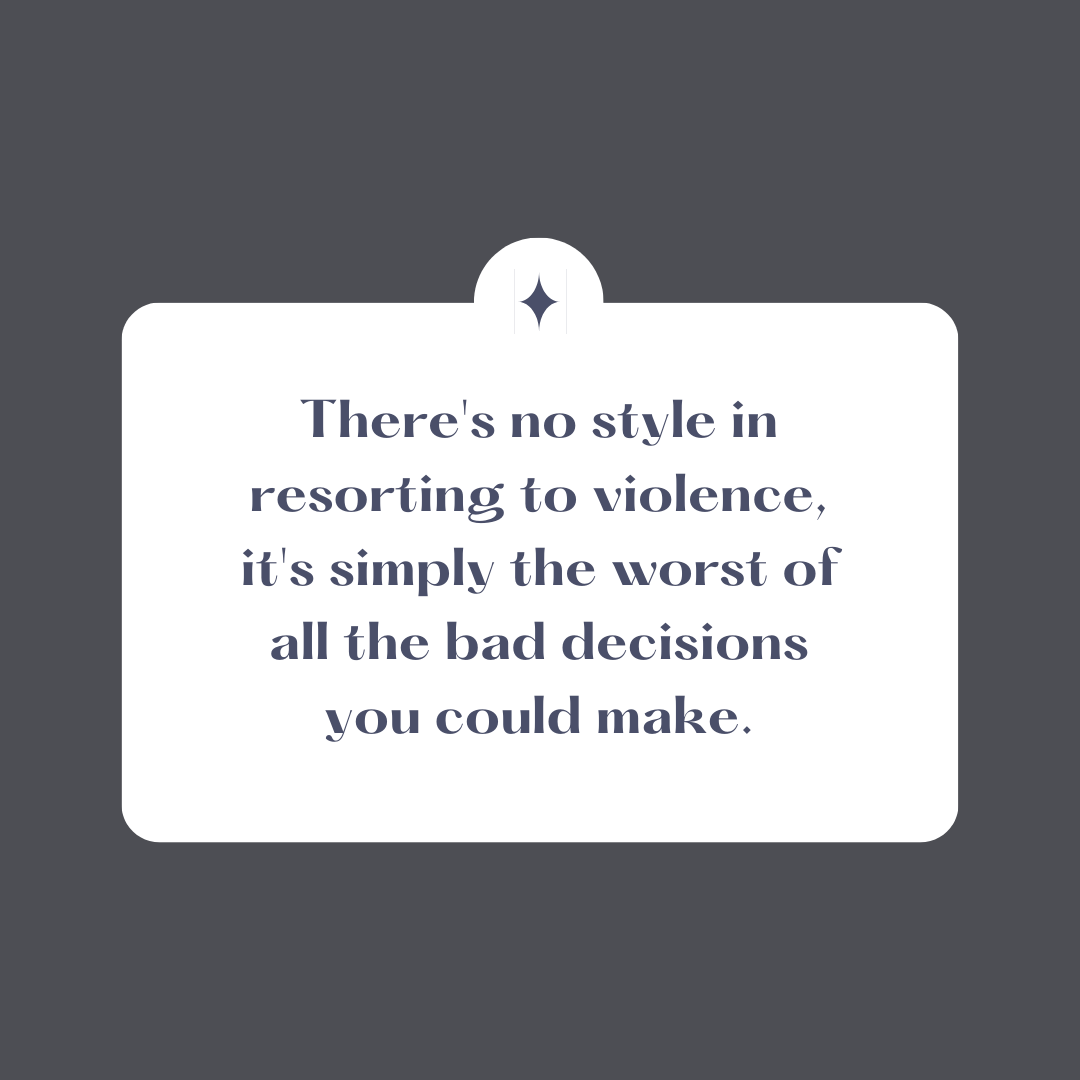 There's no style in
resorting to violence,
it's simply the worst of
all the bad decisions
you could make.